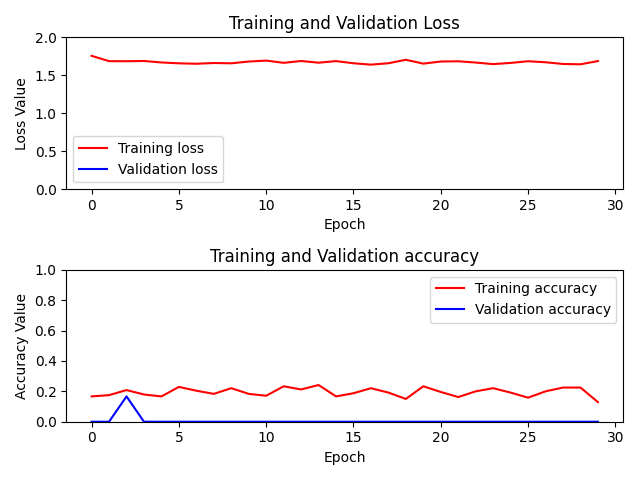 Training and Validation Loss
Loss Value
2.0
1.5
1.0
0.5
0.0
Training loss
Validation loss
0 5 10 15 20 25 30
Epoch
Training and Validation accuracy
Accuracy Value
1.0
0.8
0.6
0.4
0.2
0.0
Training accuracy
Validation accuracy
0 5 10 15 20 25 30
Epoch